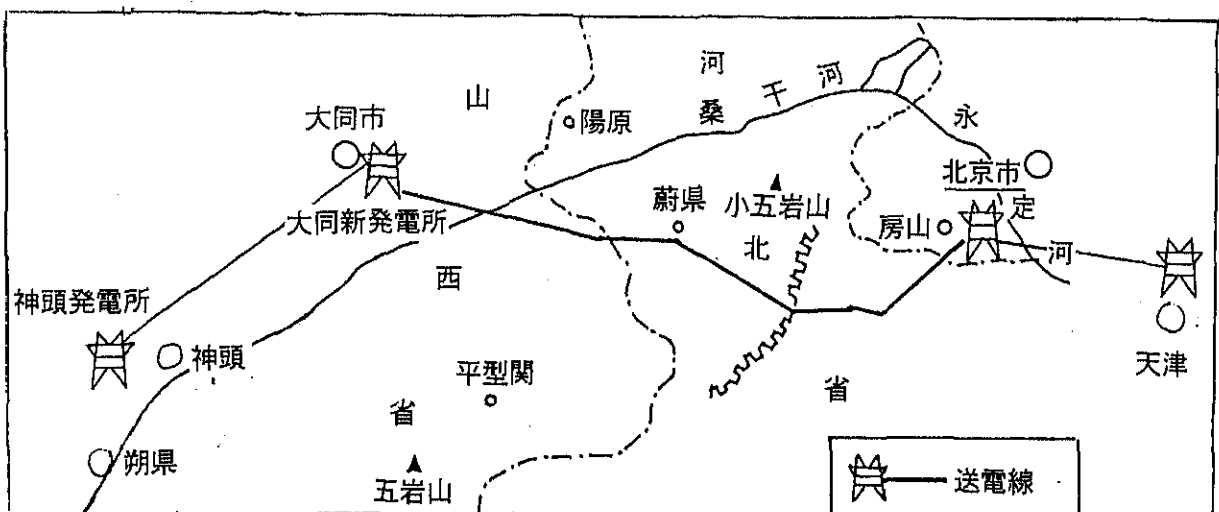 山
河
桑干河
永定河
大同市
陽原
北京市
大同新発電所
蔚県
小五岩山
房山
北
西
神頭発電所
神頭
平型関
省
省
天津
朔県
五岩山
送電線